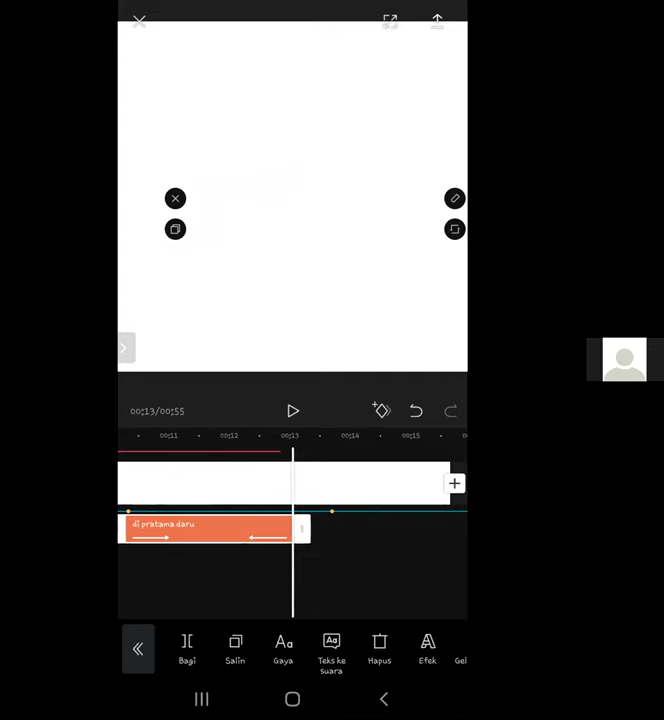 00:13/00:55
00:11 00:12 00:13 00:14 00:15
di pratama daru
Bagi Salin Gaya Teks ke suara Hapus Efek Gel